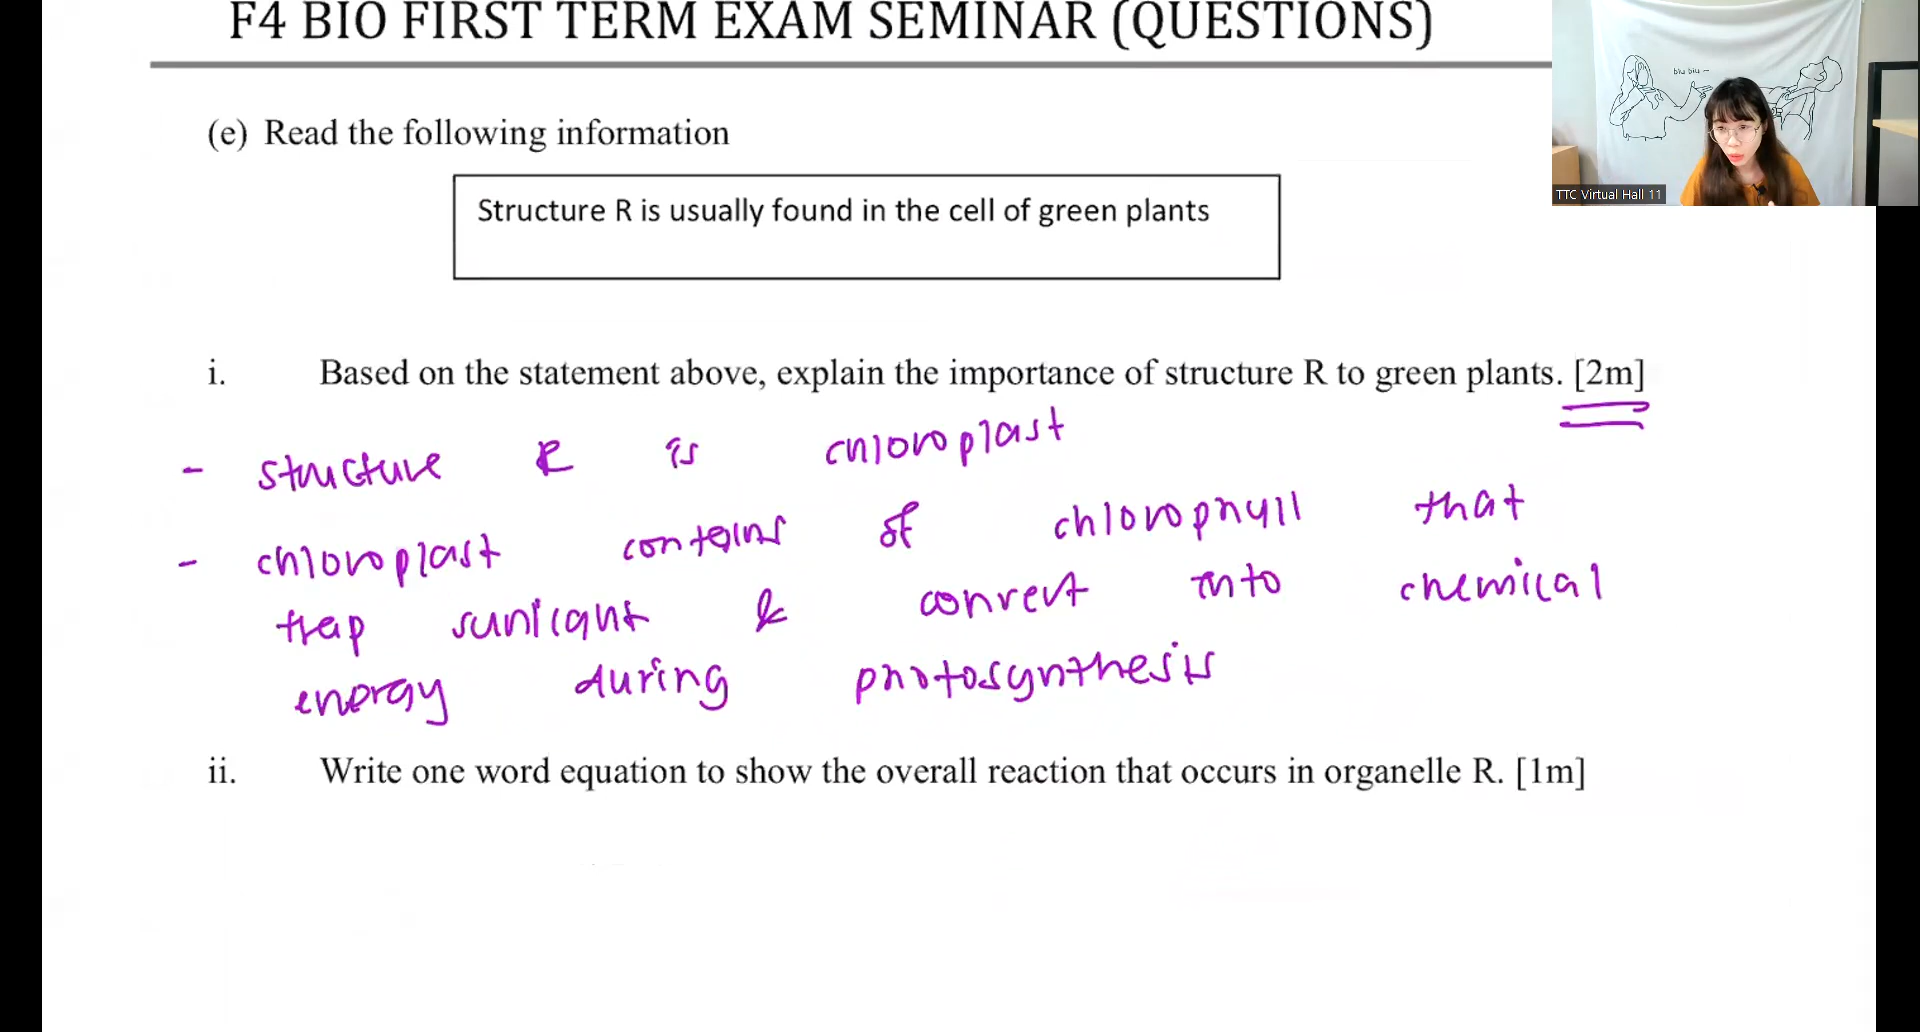 F4 BIO FIRST TERM EXAM SEMINAR (QUESTIONS)
biu biu ~
TTC Virtual Hall 11
(e) Read the following information
Structure R is usually found in the cell of green plants
i. Based on the statement above, explain the importance of structure R to green plants. [2m]
- structure R is chloroplast
- chloroplast contains of chlorophyll that
trap sunlight & convert into chemical
energy during photosynthesis
ii. Write one word equation to show the overall reaction that occurs in organelle R. [1m]